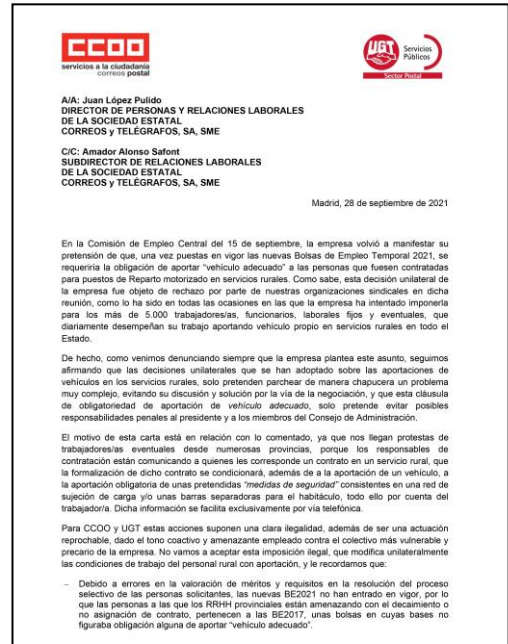 CCOO
servicios a la ciudadanía
correos postal
UGT
Servicios
Públicos
Sector Postal
A/A: Juan López Pulido
DIRECTOR DE PERSONAS Y RELACIONES LABORALES
DE LA SOCIEDAD ESTATAL
CORREOS y TELÉGRAFOS, SA, SME
C/C: Amador Alonso Safont
SUBDIRECTOR DE RELACIONES LABORALES
DE LA SOCIEDAD ESTATAL
CORREOS y TELÉGRAFOS, SA, SME
Madrid, 28 de septiembre de 2021
En la Comisión de Empleo Central del 15 de septiembre, la empresa volvió a manifestar su
pretensión de que, una vez puestas en vigor las nuevas Bolsas de Empleo Temporal 2021, se
requeriría la obligación de aportar “vehículo adecuado” a las personas que fuesen contratadas
para puestos de Reparto motorizado en servicios rurales. Como sabe, esta decisión unilateral de
la empresa fue objeto de rechazo por parte de nuestras organizaciones sindicales en dicha
reunión, como lo ha sido en todas las ocasiones en las que la empresa ha intentado imponerla
para los más de 5.000 trabajadores/as, funcionarios, laborales fijos y eventuales, que
diariamente desempeñan su trabajo aportando vehículo propio en servicios rurales en todo el
Estado.
De hecho, como venimos denunciando siempre que la empresa plantea este asunto, seguimos
afirmando que las decisiones unilaterales que se han adoptado sobre las aportaciones de
vehículos en los servicios rurales, solo pretenden parchear de manera chapucera un problema
muy complejo, evitando su discusión y solución por la vía de la negociación, y que esta cláusula
de obligatoriedad de aportación de vehículo adecuado, solo pretende evitar posibles
responsabilidades penales al presidente y a los miembros del Consejo de Administración.
El motivo de esta carta está en relación con lo comentado, ya que nos llegan protestas de
trabajadores/as eventuales desde numerosas provincias, porque los responsables de
contratación están comunicando a quienes les corresponde un contrato en un servicio rural, que
la formalización de dicho contrato se condicionará, además de a la aportación de un vehículo, a
la aportación obligatoria de unas pretendidas “medidas de seguridad” consistentes en una red de
sujeción de carga y/o unas barras separadoras para el habitáculo, todo ello por cuenta del
trabajador/a. Dicha información se facilita exclusivamente por vía telefónica.
Para CCOO y UGT estas acciones suponen una clara ilegalidad, además de ser una actuación
reprochable, dado el tono coactivo y amenazante empleado contra el colectivo más vulnerable y
precario de la empresa. No vamos a aceptar esta imposición ilegal, que modifica unilateralmente
las condiciones de trabajo del personal rural con aportación, y le recordamos que:
– Debido a errores en la valoración de méritos y requisitos en la resolución del proceso
selectivo de las personas solicitantes, las nuevas BE2021 no han entrado en vigor, por lo
que las personas a las que los RRHH provinciales están amenazando con el decaimiento o
no asignación de contrato, pertenecen a las BE2017, unas bolsas en cuyas bases no
figuraba obligación alguna de aportar “vehículo adecuado”.